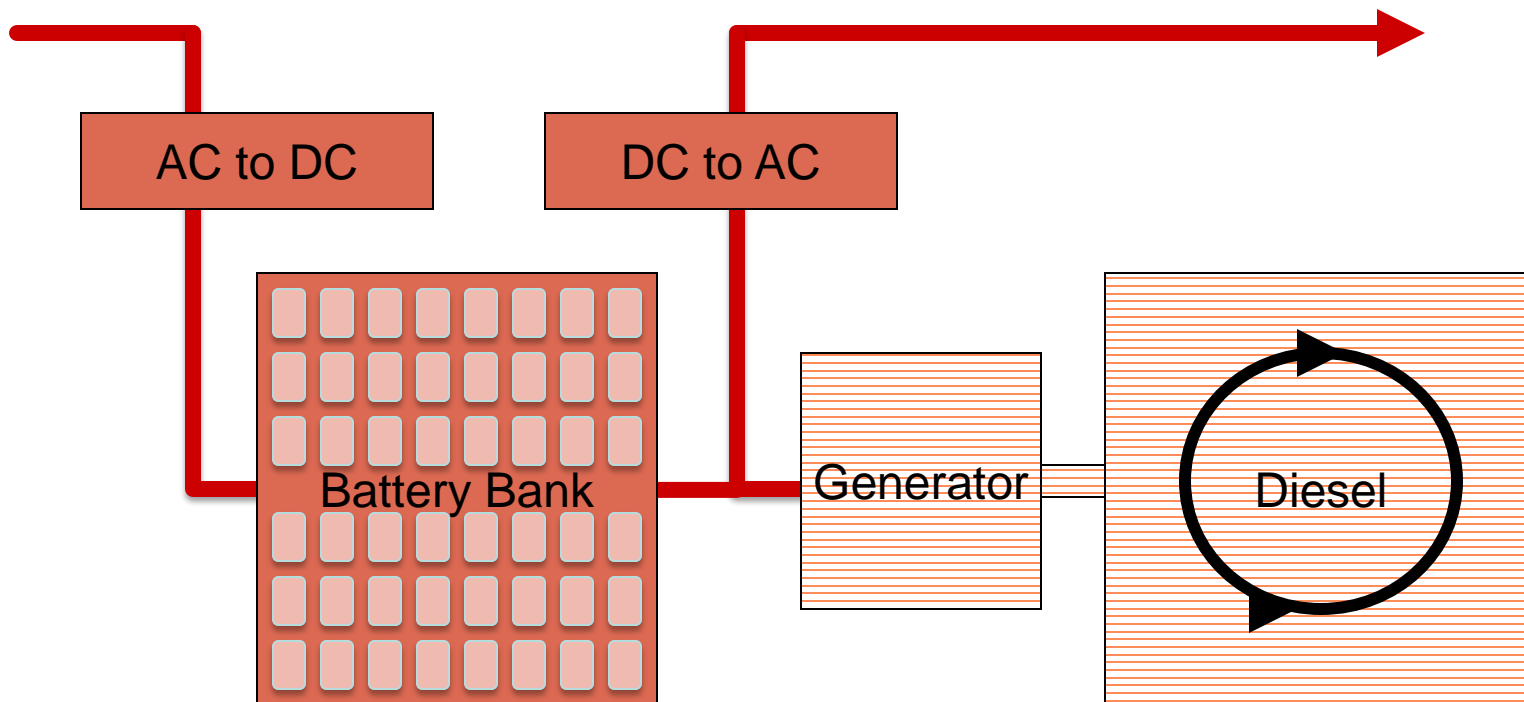 AC to DC
DC to AC
Battery Bank
Generator
Diesel